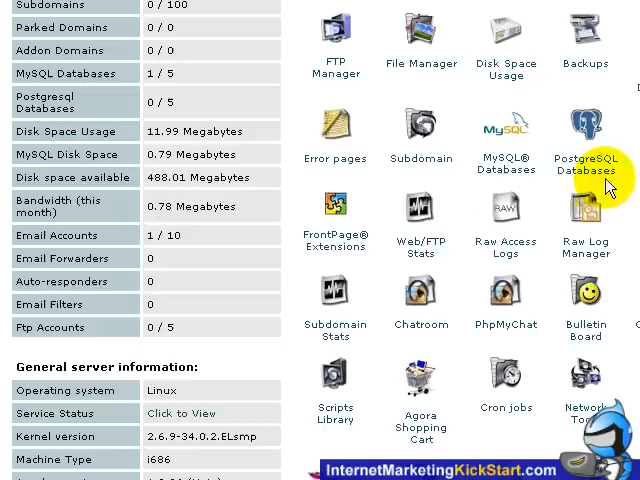 Subdomains 0 / 100
Parked Domains 0 / 0
Addon Domains 0 / 0
MySQL Databases 1 / 5
Postgresql
Databases 0 / 5
Disk Space Usage 11.99 Megabytes
MySQL Disk Space 0.79 Megabytes
Disk space available 488.01 Megabytes
Bandwidth (this
month) 0.78 Megabytes
Email Accounts 1 / 10
Email Forwarders 0
Auto-responders 0
Email Filters 0
Ftp Accounts 0 / 5
General server information:
Operating system Linux
Service Status Click to View
Kernel version 2.6.9-34.0.2.ELsmp
Machine Type i686
FTP
Manager
File Manager
Disk Space
Usage
Backups
Error pages
Subdomain
MySQL
MySQL®
Databases
PostgreSQL
Databases
FrontPage®
Extensions
Web/FTP
Stats
RAW
Raw Access
Logs
Raw Log
Manager
Subdomain
Stats
Chatroom
PhpMyChat
Bulletin
Board
Scripts
Library
Agora
Shopping
Cart
Cron jobs
Network
InternetMarketingKickStart.com